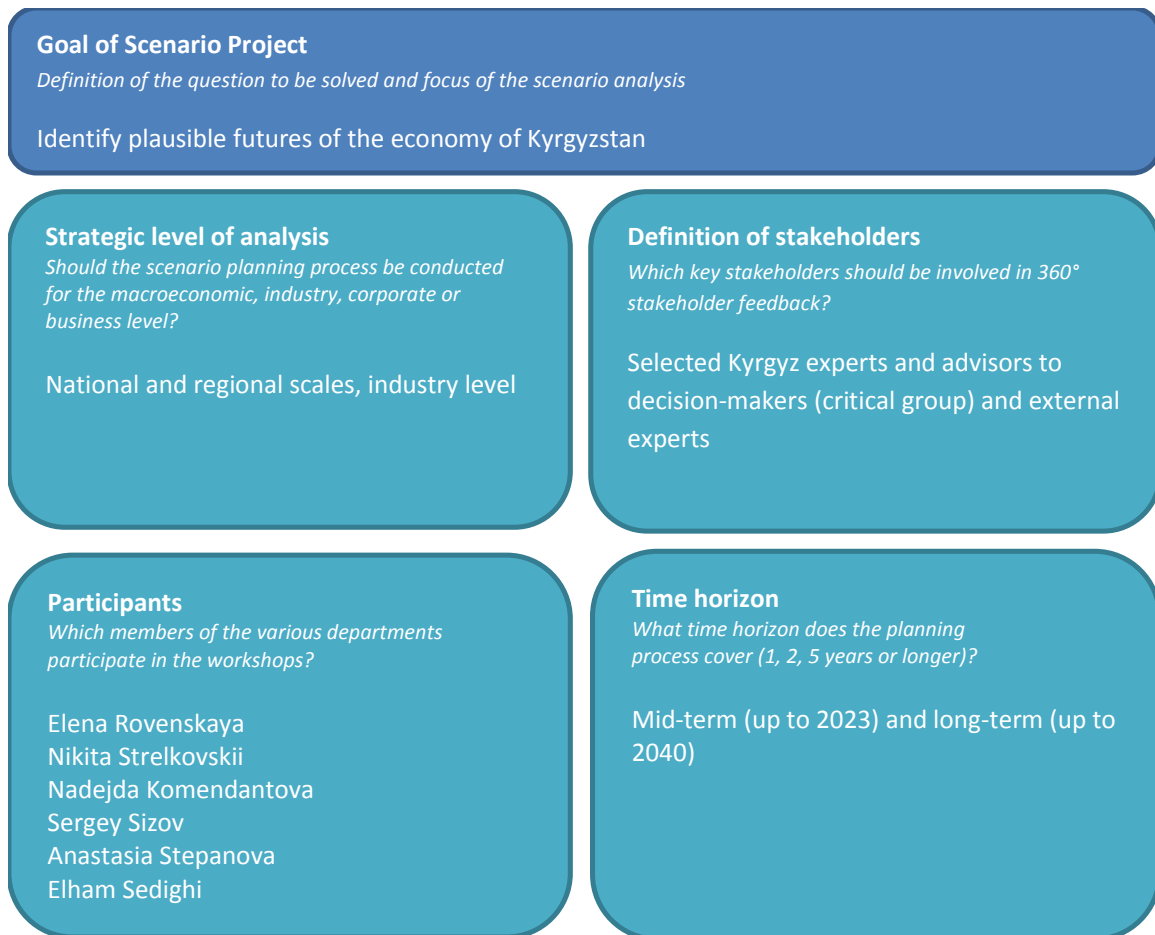 Goal of Scenario Project
Definition of the question to be solved and focus of the scenario analysis
Identify plausible futures of the economy of Kyrgyzstan
Strategic level of analysis
Should the scenario planning process be conducted
for the macroeconomic, industry, corporate or
business level?
National and regional scales, industry level
Definition of stakeholders
Which key stakeholders should be involved in 360°
stakeholder feedback?
Selected Kyrgyz experts and advisors to
decision-makers (critical group) and external
experts
Participants
Which members of the various departments
participate in the workshops?
Elena Rovenskaya
Nikita Strelkovskii
Nadejda Komendantova
Sergey Sizov
Anastasia Stepanova
Elham Sedighi
Time horizon
What time horizon does the planning
process cover (1, 2, 5 years or longer)?
Mid-term (up to 2023) and long-term (up to
2040)